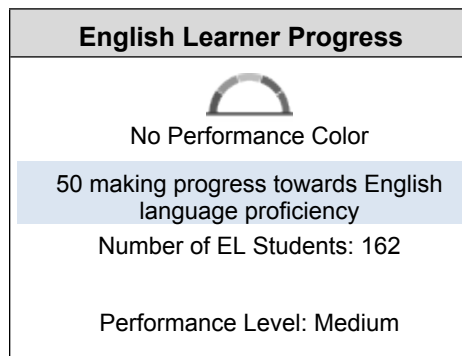 English Learner Progress
No Performance Color
50 making progress towards English
language proficiency
Number of EL Students: 162
Performance Level: Medium